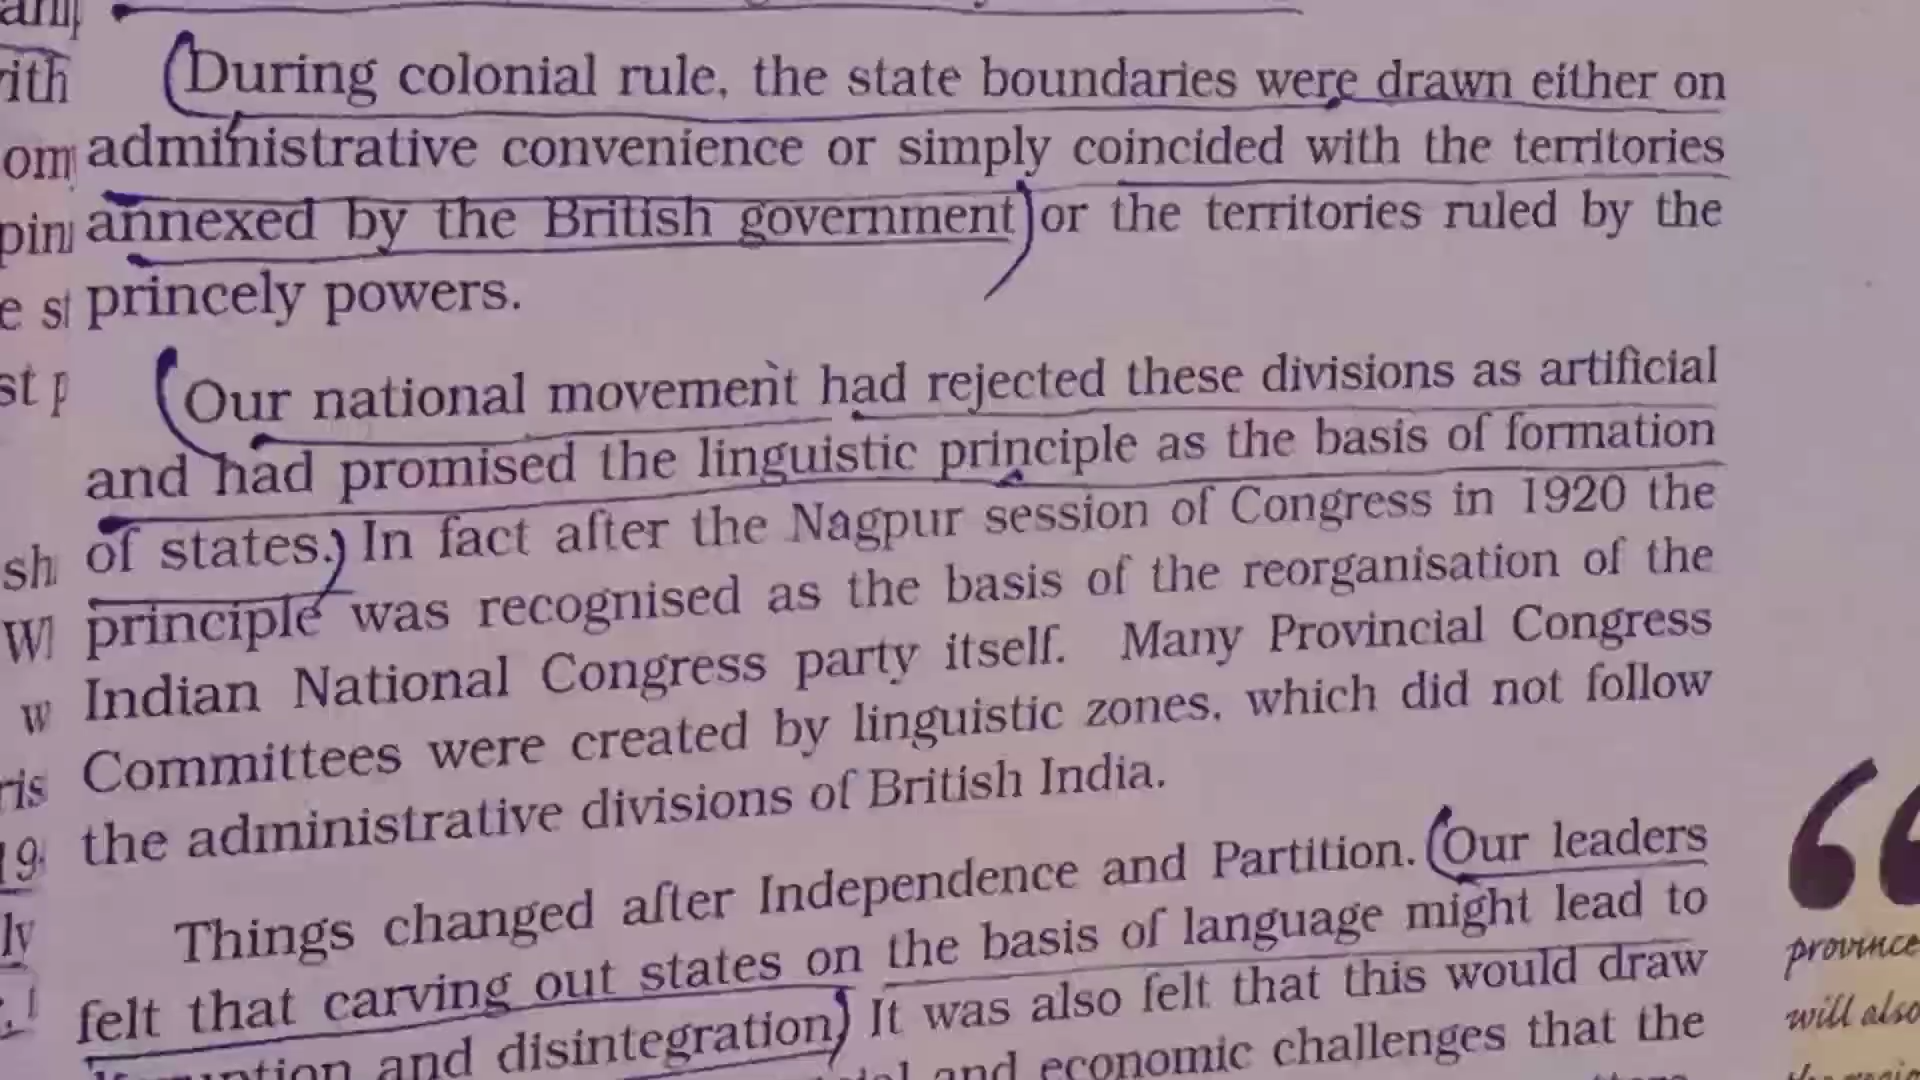 During colonial rule, the state boundaries were drawn either on
administrative convenience or simply coincided with the territories
annexed by the British government or the territories ruled by the
princely powers.
Our national movement had rejected these divisions as artificial
and had promised the linguistic principle as the basis of formation
of states. In fact after the Nagpur session of Congress in 1920 the
principle was recognised as the basis of the reorganisation of the
Indian National Congress party itself. Many Provincial Congress
Committees were created by linguistic zones, which did not follow
the administrative divisions of British India.
Things changed after Independence and Partition. Our leaders
felt that carving out states on the basis of language might lead to
and disintegration. It was also felt that this would draw
and economic challenges that the
province
will also